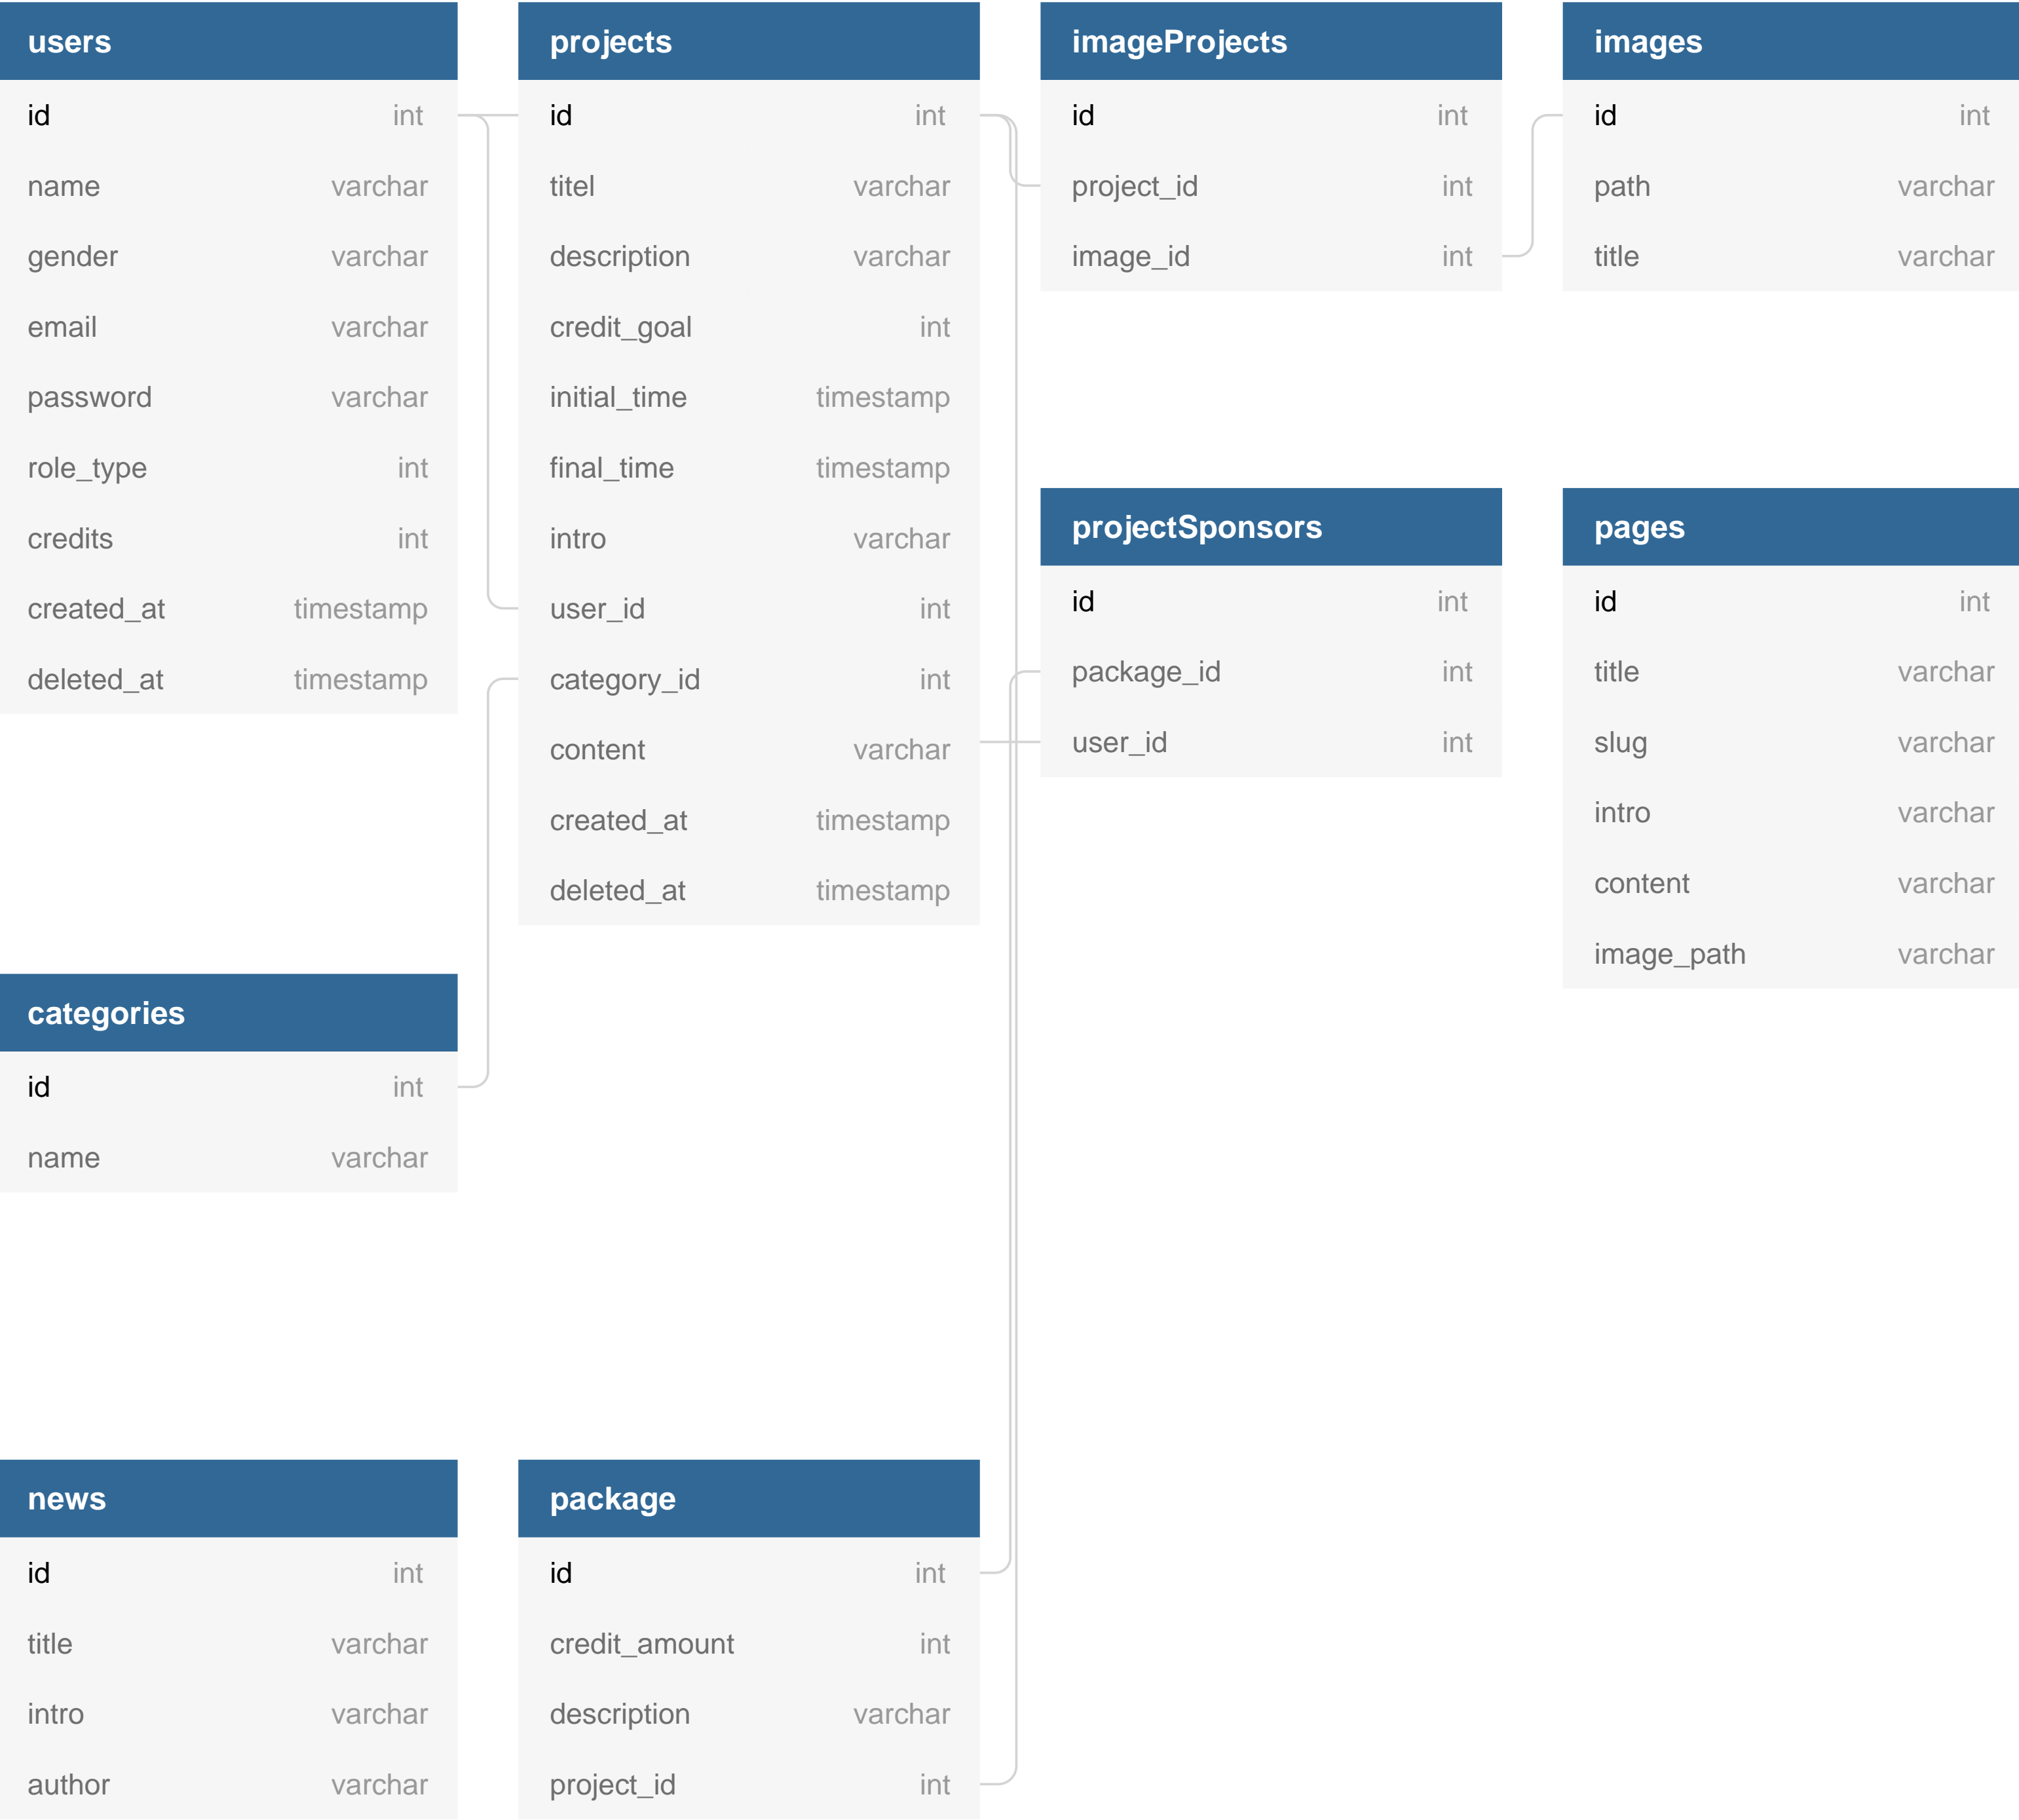 users
id int
name varchar
gender varchar
email varchar
password varchar
role_type int
credits int
created_at timestamp
deleted_at timestamp
projects
id int
titel varchar
description varchar
credit_goal int
initial_time timestamp
final_time timestamp
intro varchar
user_id int
category_id int
content varchar
created_at timestamp
deleted_at timestamp
imageProjects
id int
project_id int
image_id int
images
id int
path varchar
title varchar
projectSponsors
id int
package_id int
user_id int
pages
id int
title varchar
slug varchar
intro varchar
content varchar
image_path varchar
categories
id int
name varchar
news
id int
title varchar
intro varchar
author varchar
package
id int
credit_amount int
description varchar
project_id int